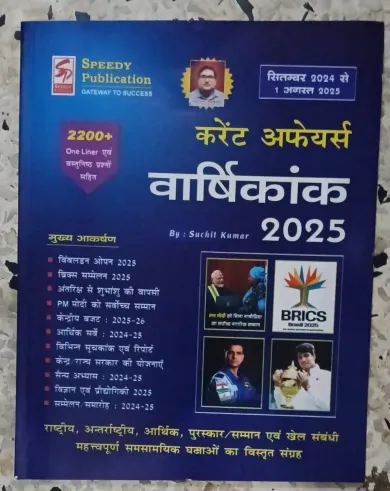 SPEEDY
Publication
GATEWAY TO SUCCESS
सितम्बर 2024 से
1 अगस्त 2025
2200+
One Liner एवं
वस्तुनिष्ठ प्रश्नों
सहित
करेंट अफेयर्स
वार्षिकांक
2025
By : Suchit Kumar
मुख्य आकर्षण
विंबलडन ओपन 2025
ब्रिक्स सम्मेलन 2025
अंतरिक्ष से शुभांशु की वापसी
PM मोदी को सर्वोच्च सम्मान
केन्द्रीय बजट : 2025-26
आर्थिक सर्वे : 2024-25
विभिन्न सूचकांक एवं रिपोर्ट
केन्द्र/राज्य सरकार की योजनाएँ
सैन्य अभ्यास : 2024-25
विज्ञान एवं प्रौद्योगिकी 2025
सम्मेलन/समारोह : 2024-25
BRICS
राष्ट्रीय, अन्तर्राष्ट्रीय, आर्थिक, पुरस्कार/सम्मान एवं खेल संबंधी
महत्त्वपूर्ण समसामयिक घटनाओं का विस्तृत संग्रह